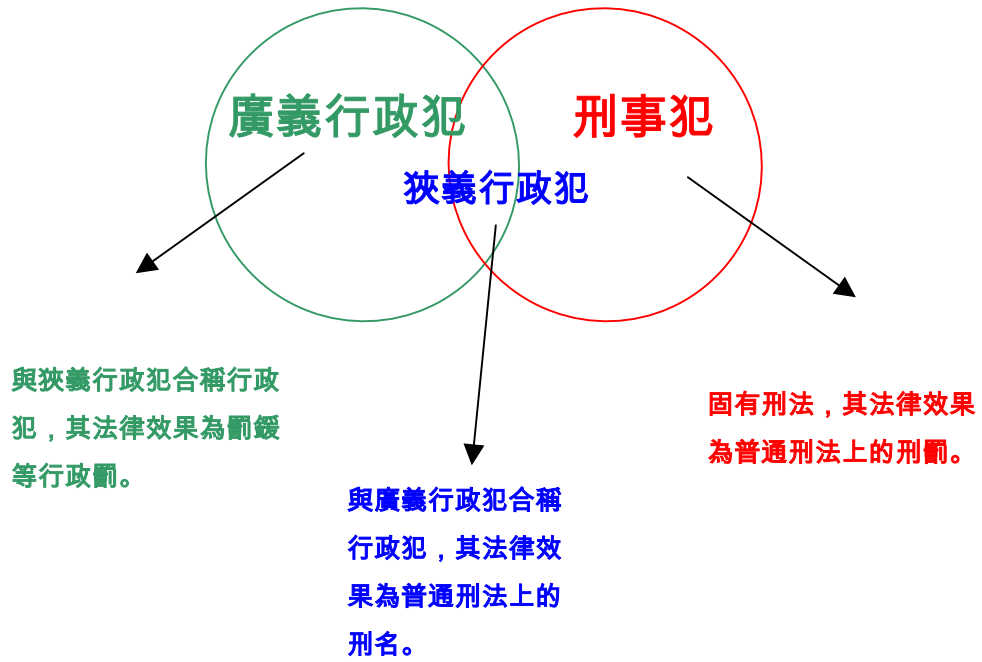 廣義行政犯
刑事犯
狹義行政犯
與狹義行政犯合稱行政
犯，其法律效果為罰鍰
等行政罰。
與廣義行政犯合稱
行政犯，其法律效
果為普通刑法上的
刑名。
固有刑法，其法律效果
為普通刑法上的刑罰。